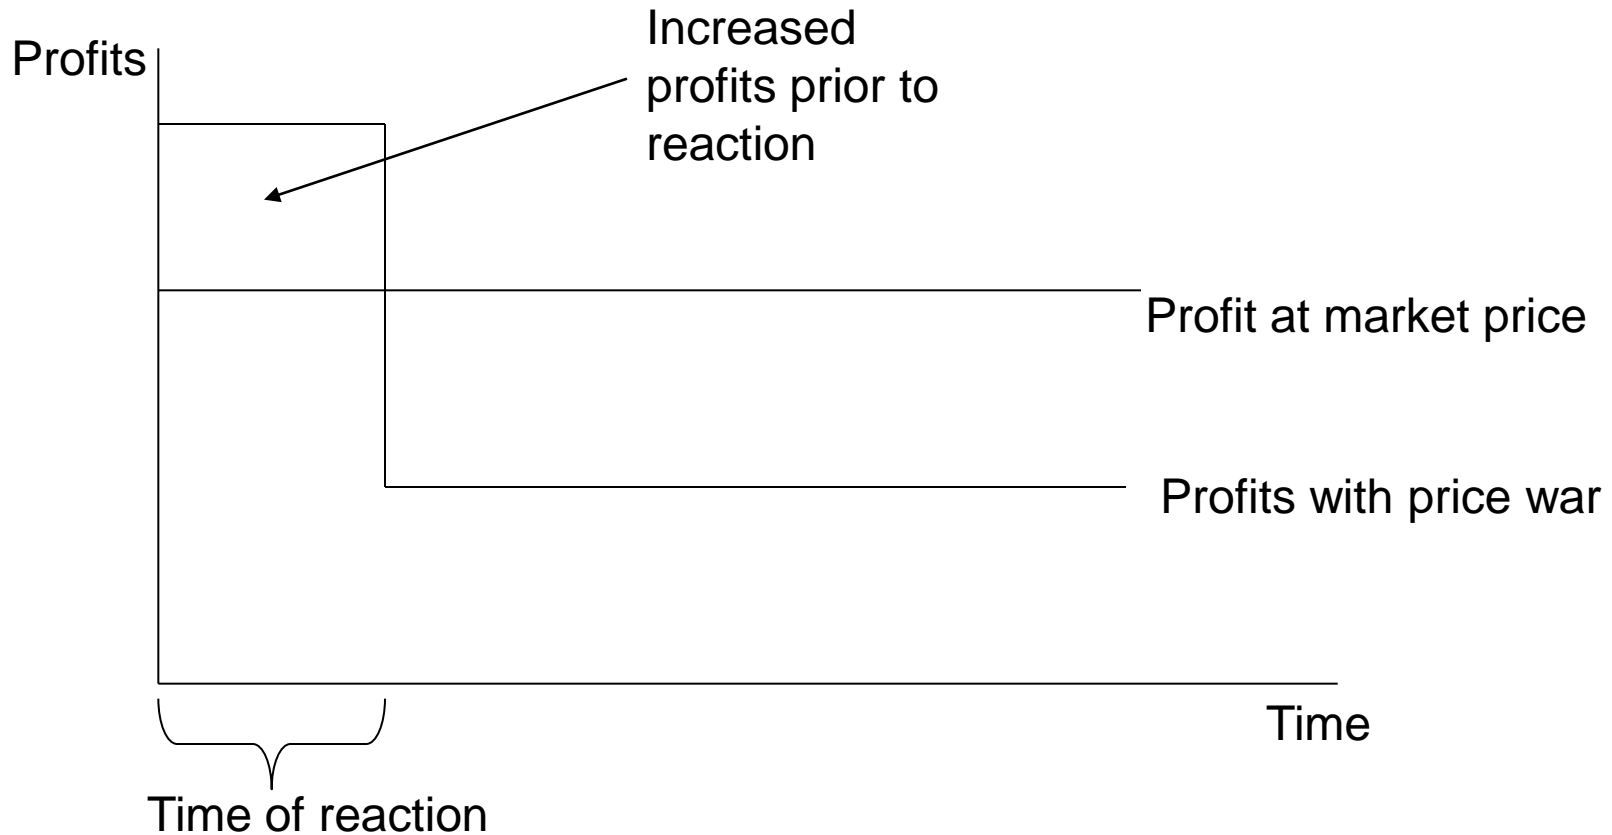 Profits
Increased
profits prior to
reaction
Profit at market price
Profits with price war
Time
Time of reaction